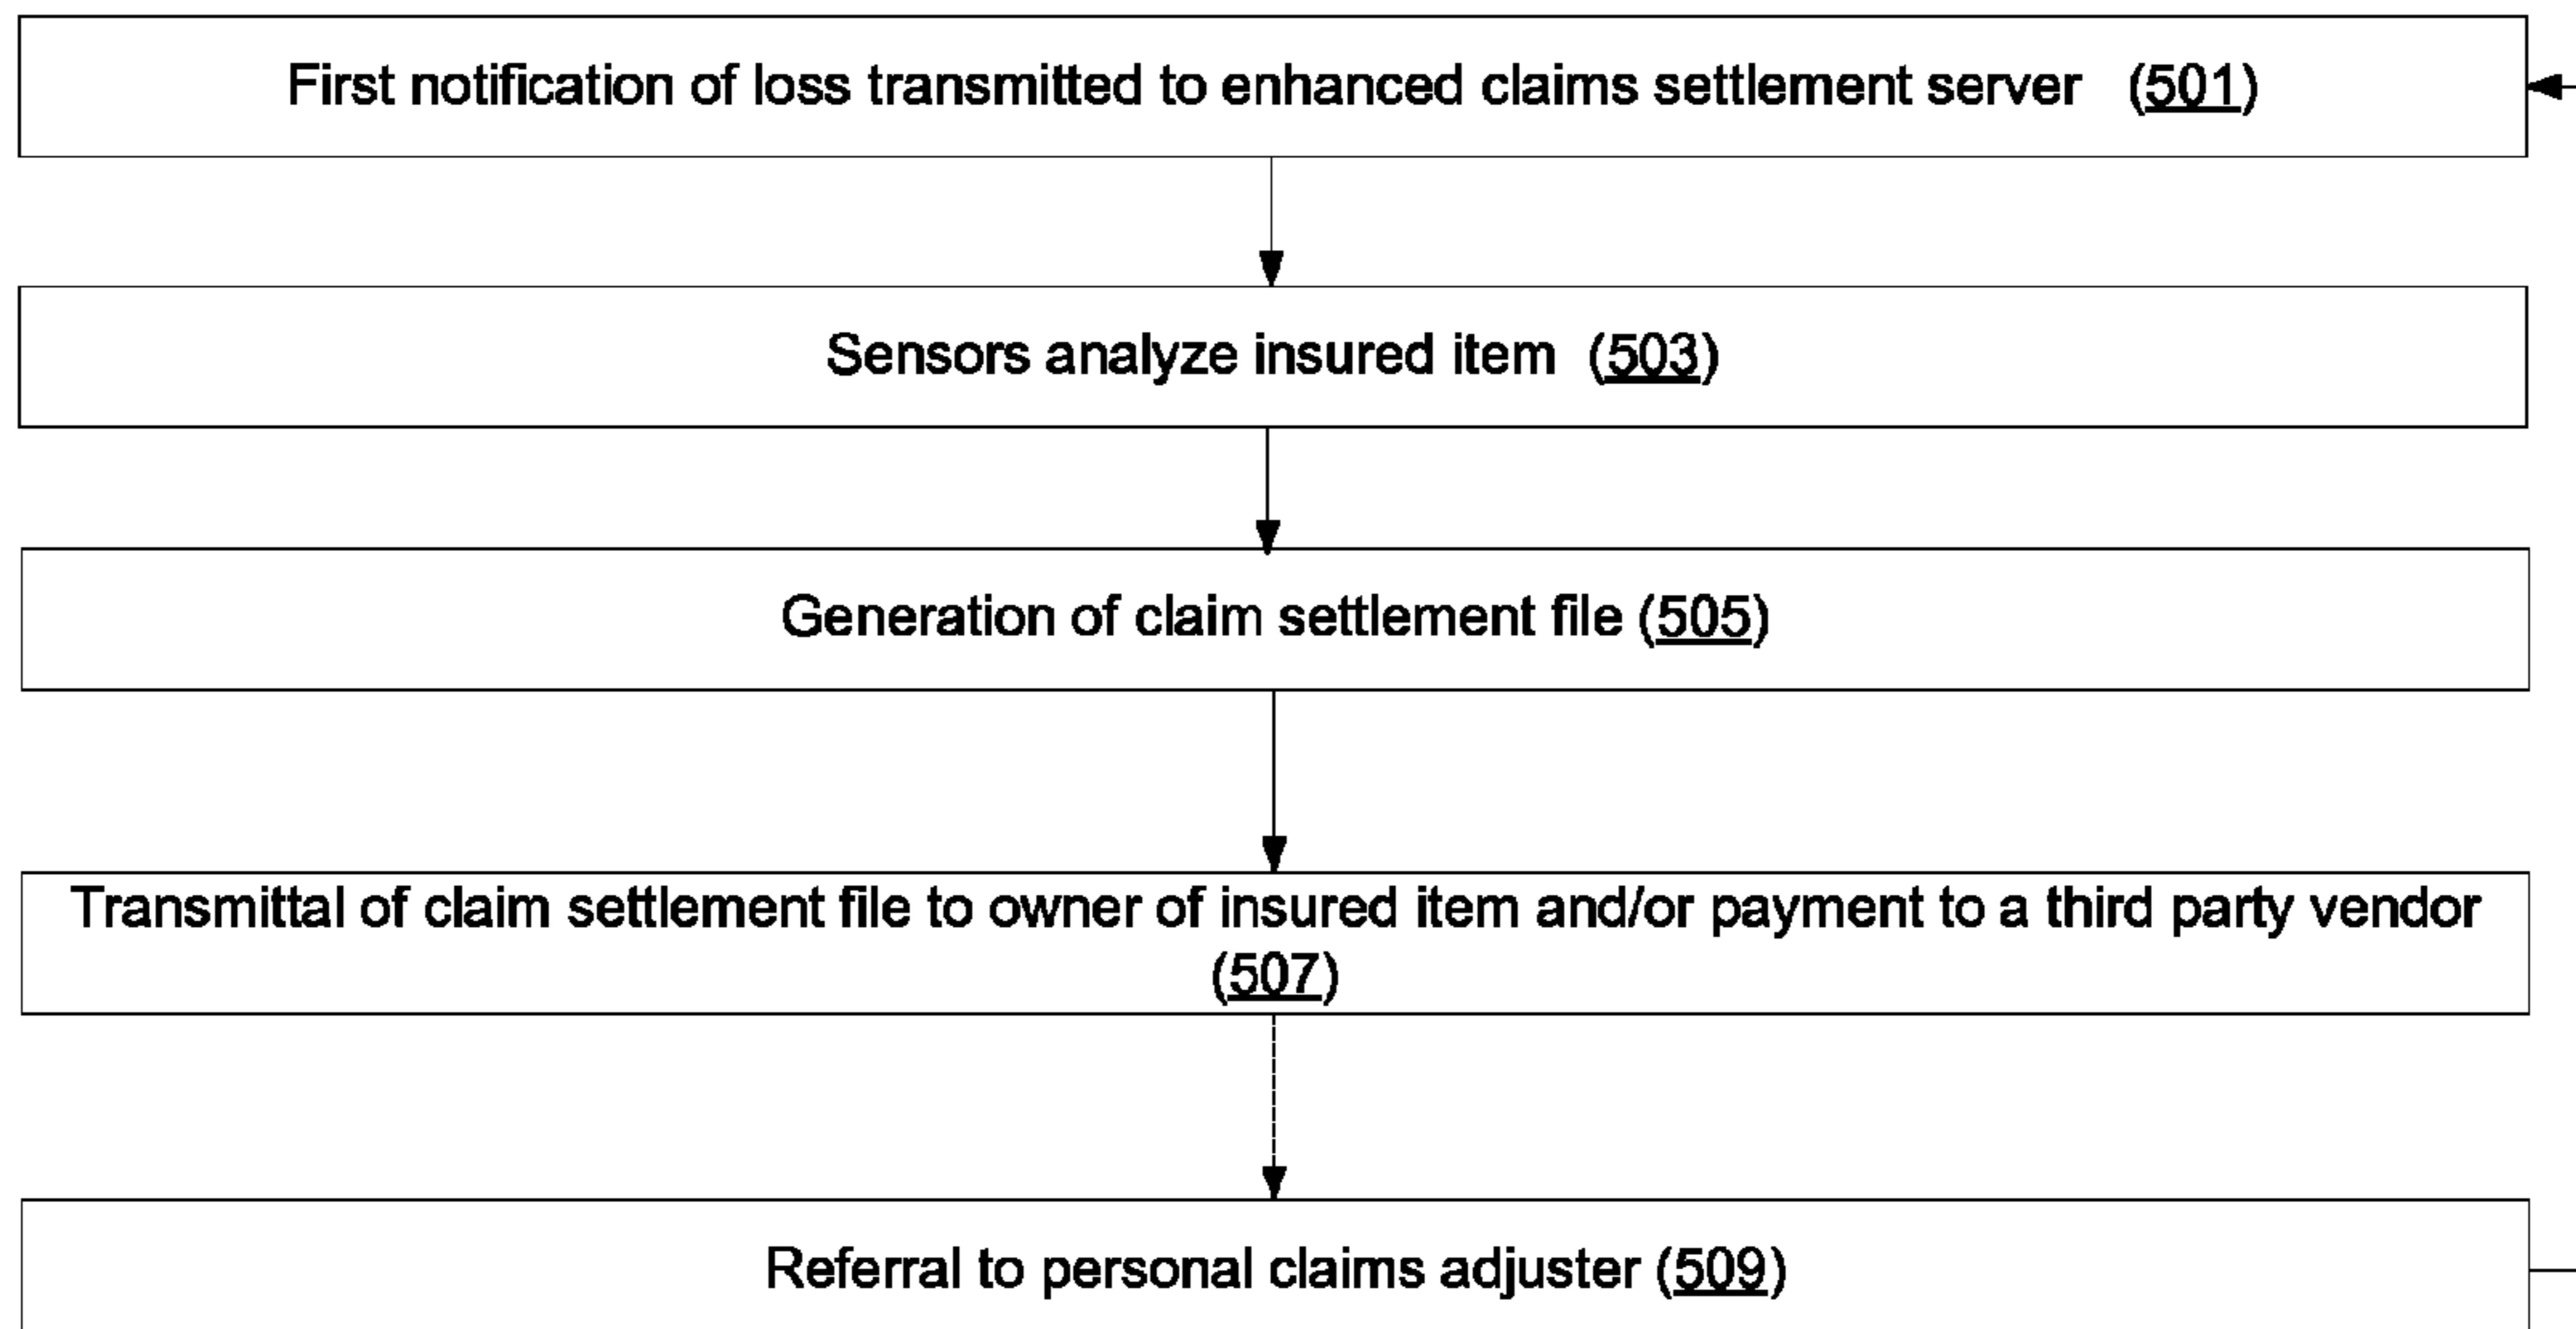 First notification of loss transmitted to enhanced claims settlement server (501)
Sensors analyze insured item (503)
Generation of claim settlement file (505)
Transmittal of claim settlement file to owner of insured item and/or payment to a third party vendor
(507)
Referral to personal claims adjuster (509)